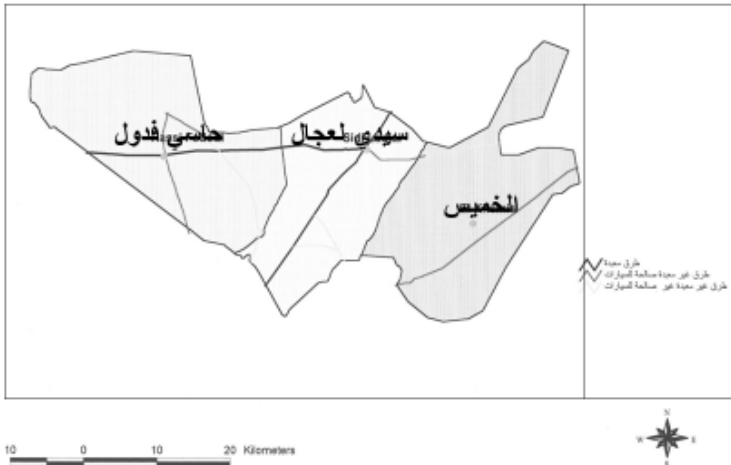 حاسي فدول
سيدي لعجال
الخميس
طرق معبدة
طرق غير معبدة صالحة للسيارات
طرق غير معبدة غير صالحة للسيارات
N
W E
S
10 0 10 20 Kilometers